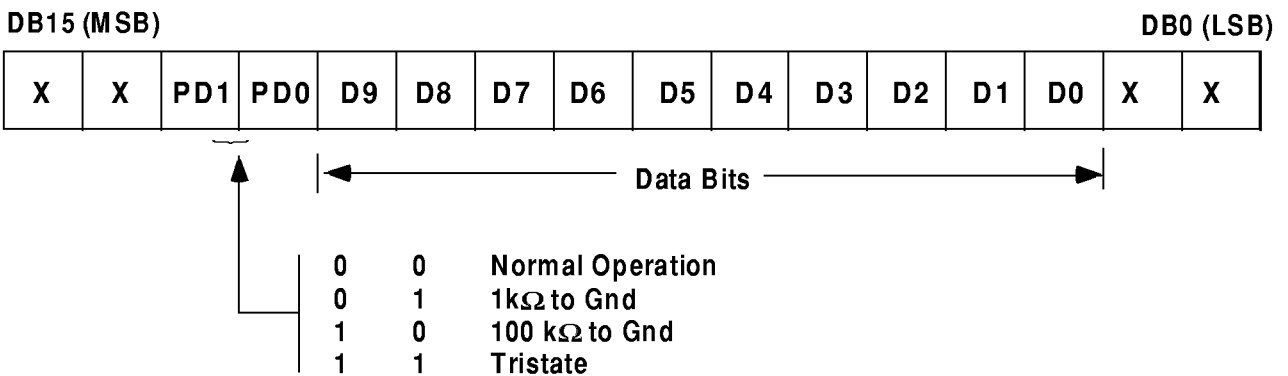 DB15 (MSB) DB0 (LSB)
X X PD1 PD0 D9 D8 D7 D6 D5 D4 D3 D2 D1 D0 X X
Data Bits
0 0 Normal Operation
0 1 1kΩ to Gnd
1 0 100 kΩ to Gnd
1 1 Tristate